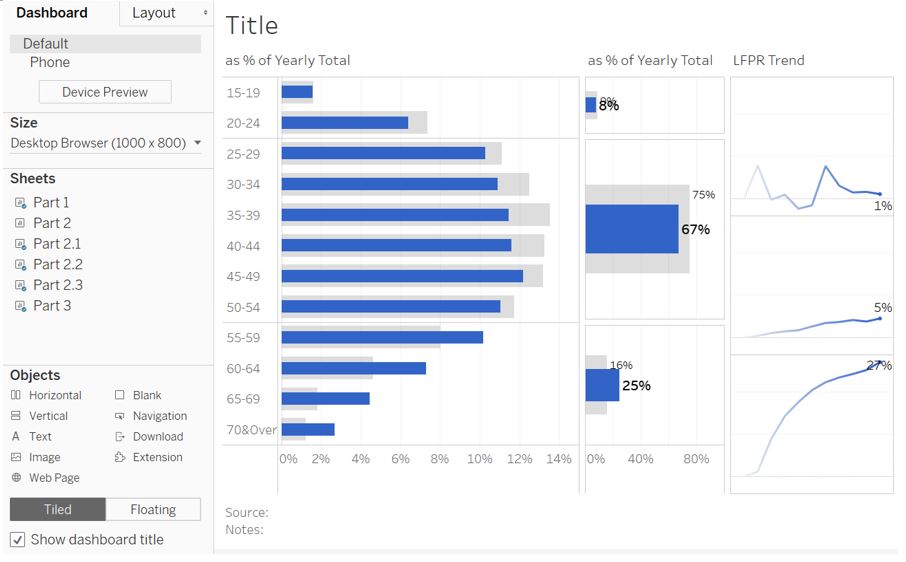 Dashboard
Layout
Default
Phone
Device Preview
Size
Desktop Browser (1000 x 800)
Sheets
Part 1
Part 2
Part 2.1
Part 2.2
Part 2.3
Part 3
Objects
Horizontal
Blank
Vertical
Navigation
A Text
Download
Image
Extension
Web Page
Tiled
Floating
Show dashboard title
Title
as % of Yearly Total
15-19
20-24
25-29
30-34
35-39
40-44
45-49
50-54
55-59
60-64
65-69
70&Over
0% 2% 4% 6% 8% 10% 12% 14%
as % of Yearly Total
8%
75%
67%
16%
25%
0% 40% 80%
LFPR Trend
1%
5%
27%
Source:
Notes: